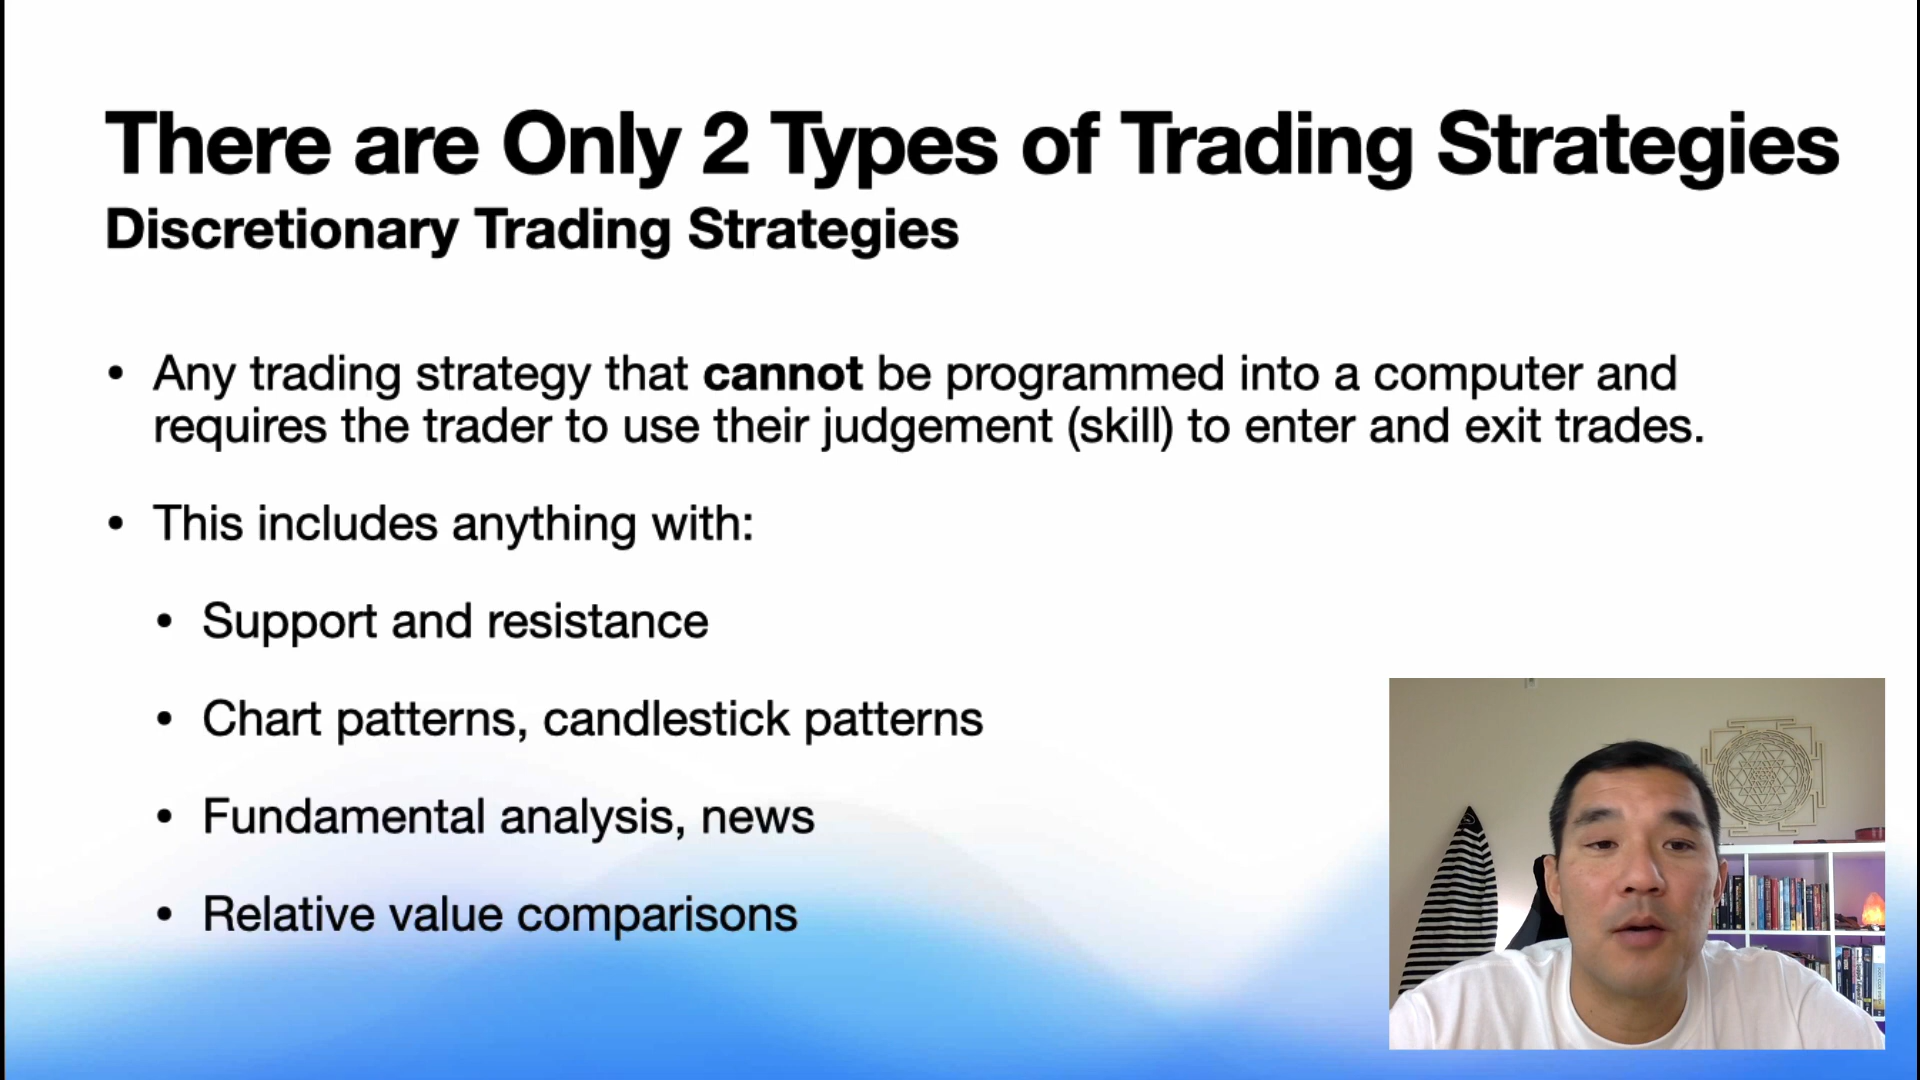 There are Only 2 Types of Trading Strategies
Discretionary Trading Strategies
• Any trading strategy that cannot be programmed into a computer and
requires the trader to use their judgement (skill) to enter and exit trades.
• This includes anything with:
• Support and resistance
• Chart patterns, candlestick patterns
• Fundamental analysis, news
• Relative value comparisons